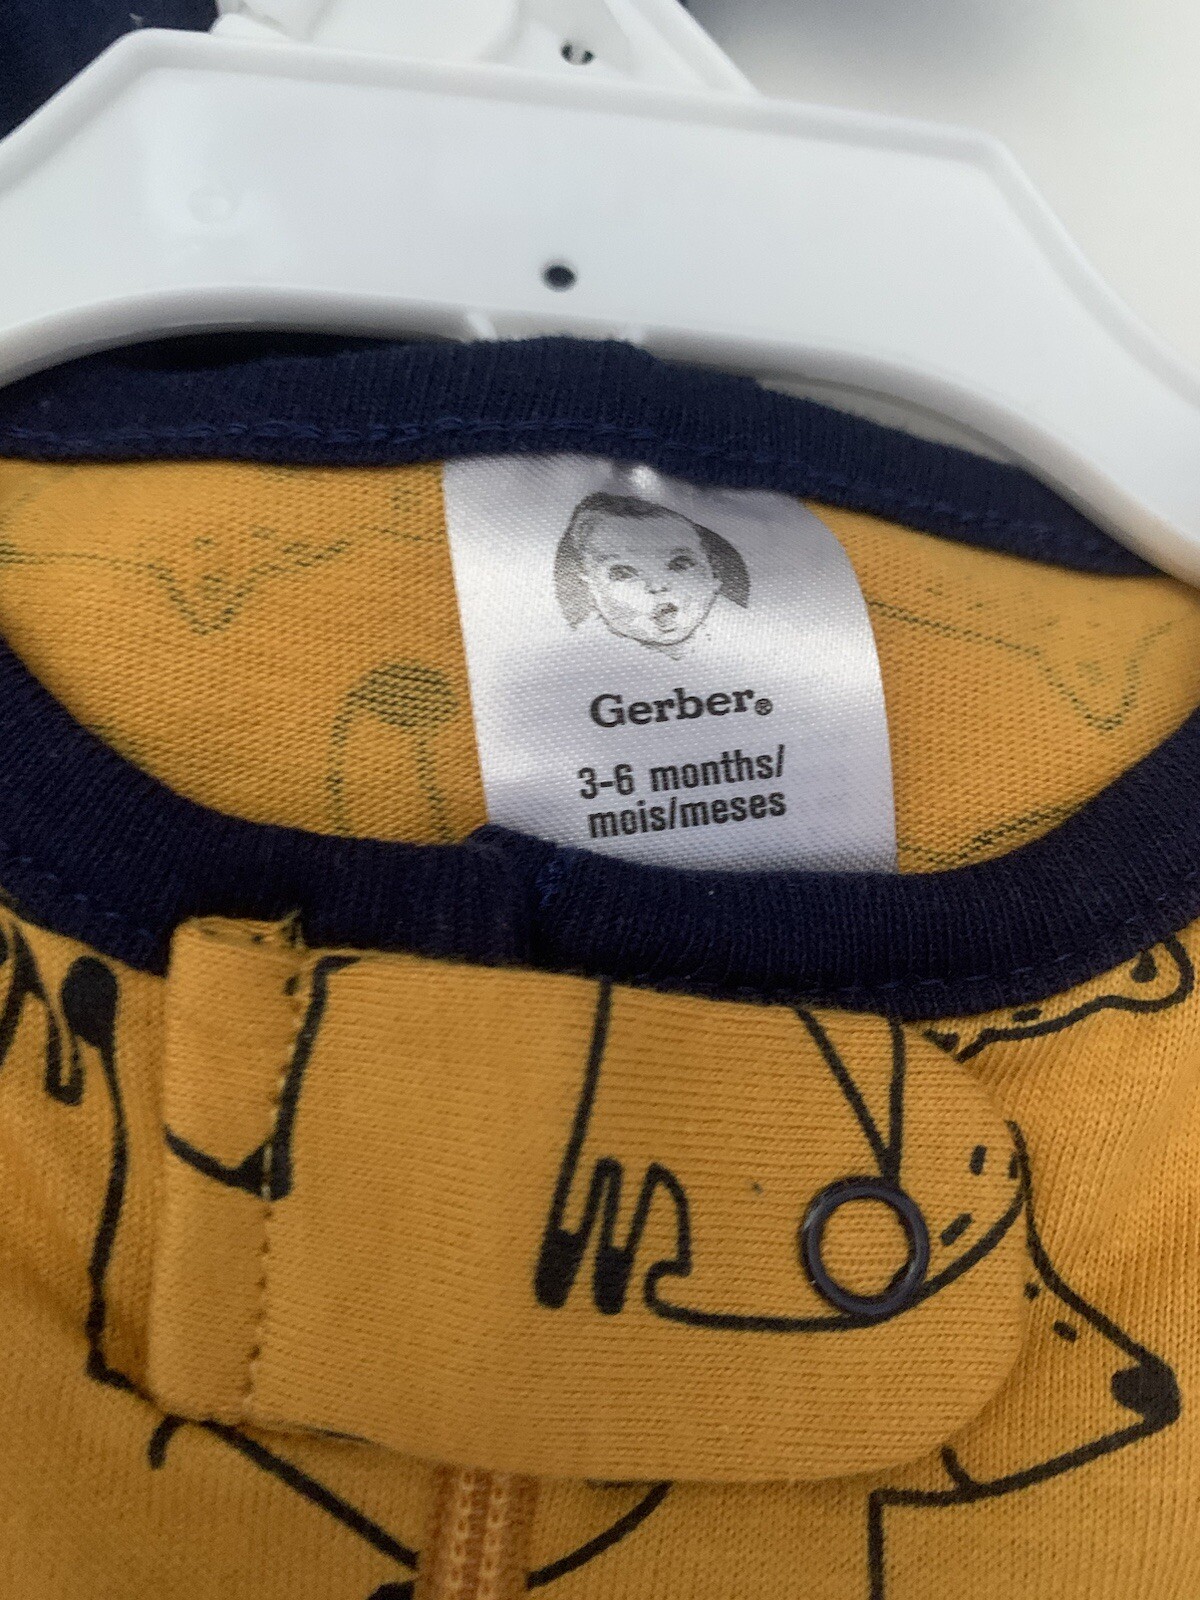 Gerber®
3-6 months/
mois/meses